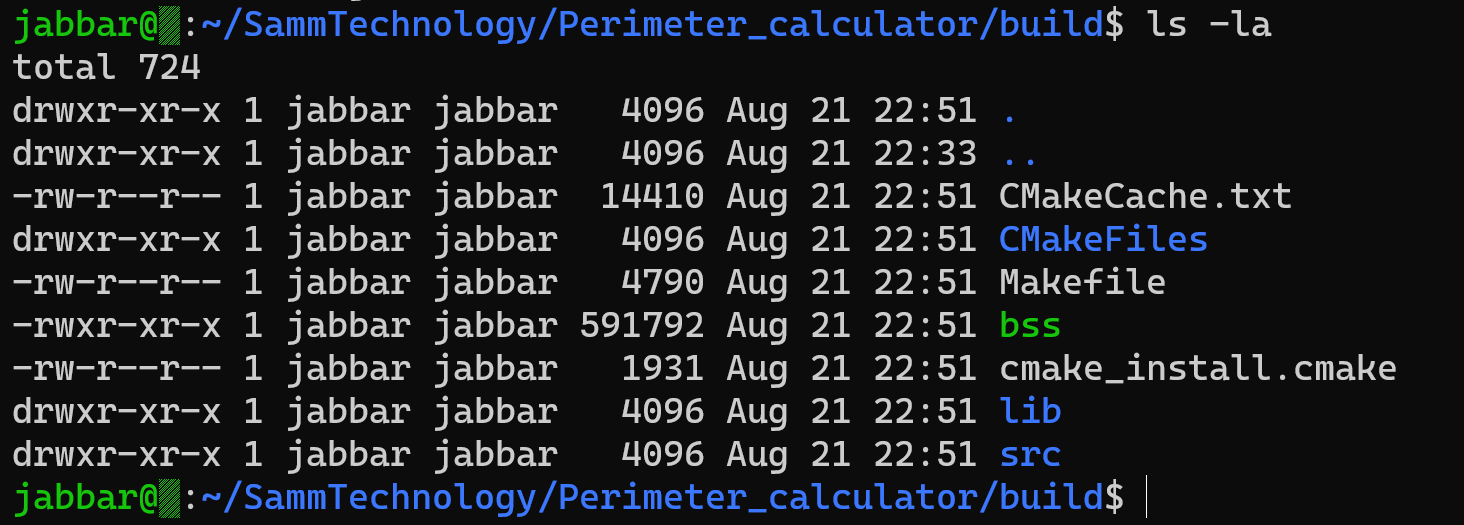 jabbar@▒:~/SammTechnology/Perimeter_calculator/build$ ls -la
total 724
drwxr-xr-x 1 jabbar jabbar   4096 Aug 21 22:51 .
drwxr-xr-x 1 jabbar jabbar   4096 Aug 21 22:33 ..
-rw-r--r-- 1 jabbar jabbar  14410 Aug 21 22:51 CMakeCache.txt
drwxr-xr-x 1 jabbar jabbar   4096 Aug 21 22:51 CMakeFiles
-rw-r--r-- 1 jabbar jabbar   4790 Aug 21 22:51 Makefile
-rwxr-xr-x 1 jabbar jabbar 591792 Aug 21 22:51 bss
-rw-r--r-- 1 jabbar jabbar   1931 Aug 21 22:51 cmake_install.cmake
drwxr-xr-x 1 jabbar jabbar   4096 Aug 21 22:51 lib
drwxr-xr-x 1 jabbar jabbar   4096 Aug 21 22:51 src
jabbar@▒:~/SammTechnology/Perimeter_calculator/build$